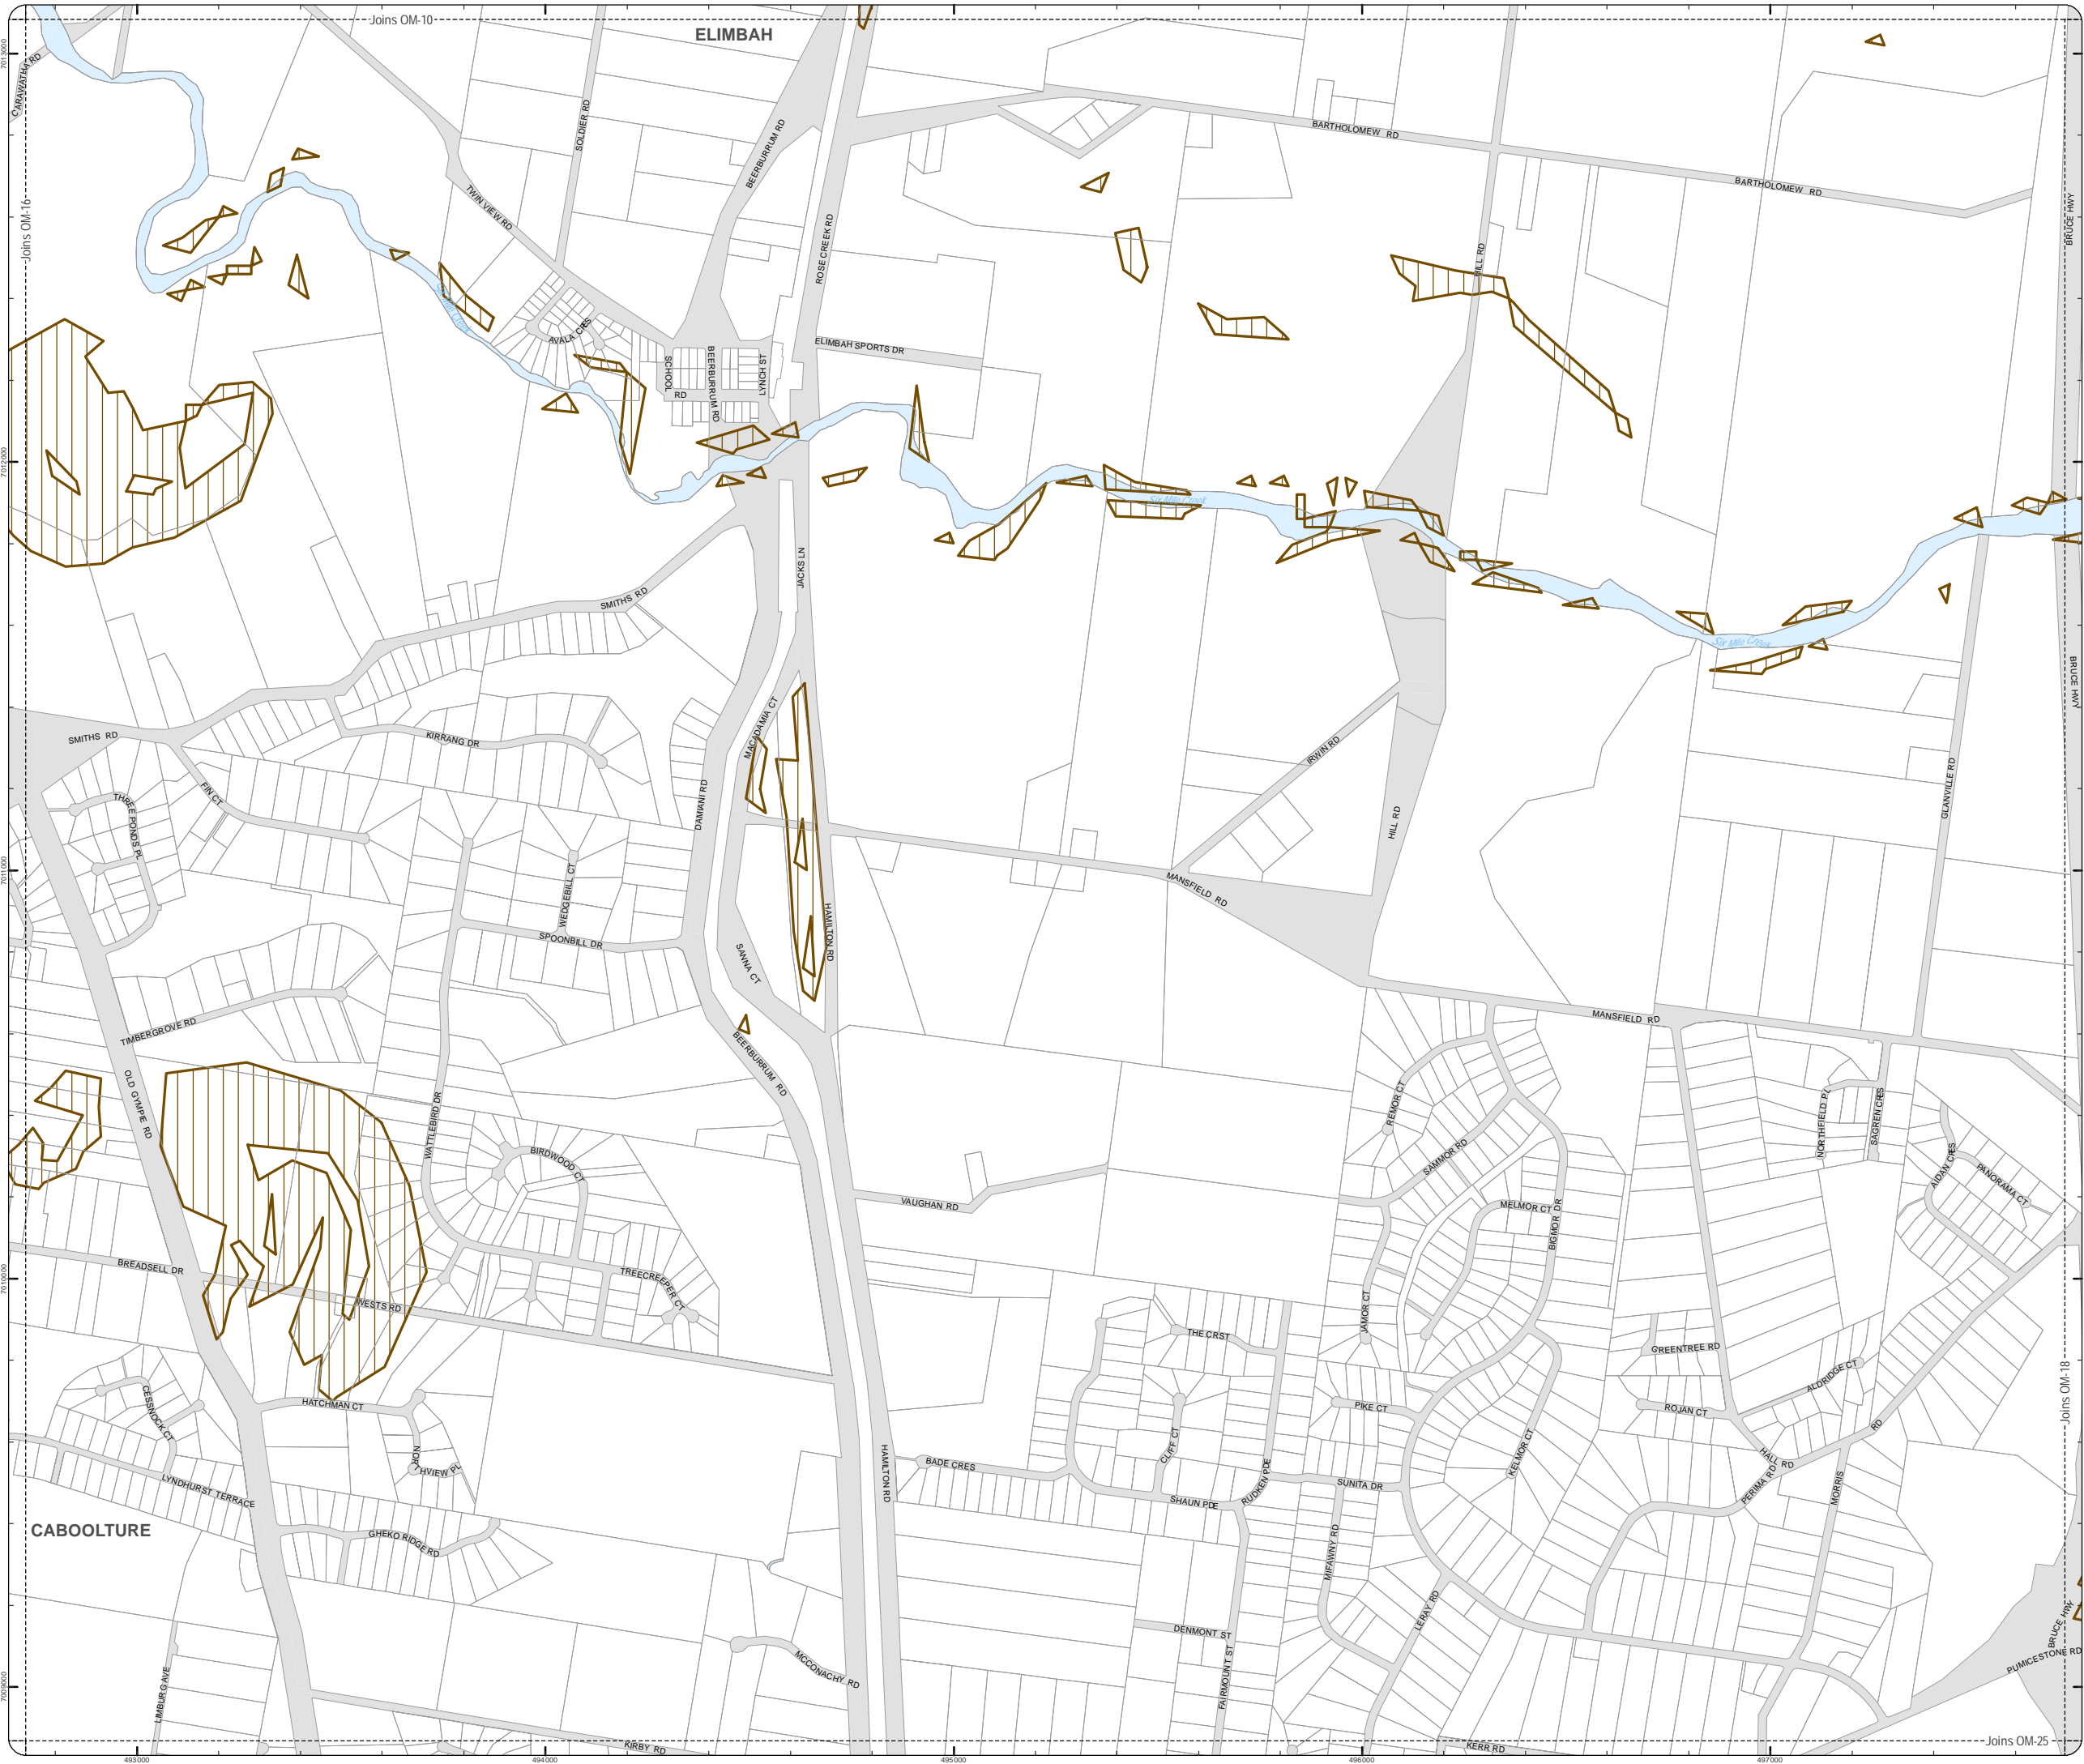 Joins OM-10
ELIMBAH
7013000
CARAWATHA RD
SOLDIER RD
BEERBURRUM RD
BARTHOLOMEW RD
BARTHOLOMEW RD
Joins OM-16
TWIN VIEW RD
ROSE CREEK RD
HILL RD
BRUCE HWY
AVALA CRES
ELIMBAH SPORTS DR
SCHOOL
RD
BEERBURRUM RD
LYNCH ST
7012000
Six Mile Creek
JACKS LN
SMITHS RD
Six Mile Creek
BRUCE HWY
SMITHS RD
KIRRANG DR
MACADAMIA CT
IRWIN RD
FIN CT
THREE PONDS PL
DAMIANI RD
HILL RD
GLANVILLE RD
7011000
WEDGEBILL CT
MANSFIELD RD
SPOONBILL DR
SANNA CT
HAMILTON RD
TIMBERGROVE RD
MANSFIELD RD
BEERBURRUM RD
OLD GYMPIE RD
WATTLEBIRD DR
REMOR CT
NORTHFIELD PL
SAGREN CRES
BIRDWOOD CT
SAMMOR RD
AIDAN CRES
PANORAMA CT
VAUGHAN RD
MELMOR CT
BIGMOR DR
7010000
BREADSELL DR
TREECREEPER CT
WESTS RD
JAMOR CT
THE CRST
GREENTREE RD
ALDRIDGE CT
Joins OM-18
CESSNOCK CT
HATCHMAN CT
PIKE CT
ROJAN CT
RD
NORTHVIEW PL
CLIFF CT
KELMOR CT
HALL RD
BADE CRES
HAMILTON RD
LYNDHURST TERRACE
SHAUN PDE
RUDKEN PDE
SUNITA DR
PERIMA RD
MORRIS
CABOOLTURE
GHEKO RIDGE RD
MIFAWNY RD
LERAY RD
DENMONT ST
BRUCE HWY
PUMICESTONE RD
MCCONACHY RD
FAIRMOUNT ST
LIMBURG AVE
7009000
KIRBY RD
KERR RD
Joins OM-25
493000
494000
495000
496000
497000